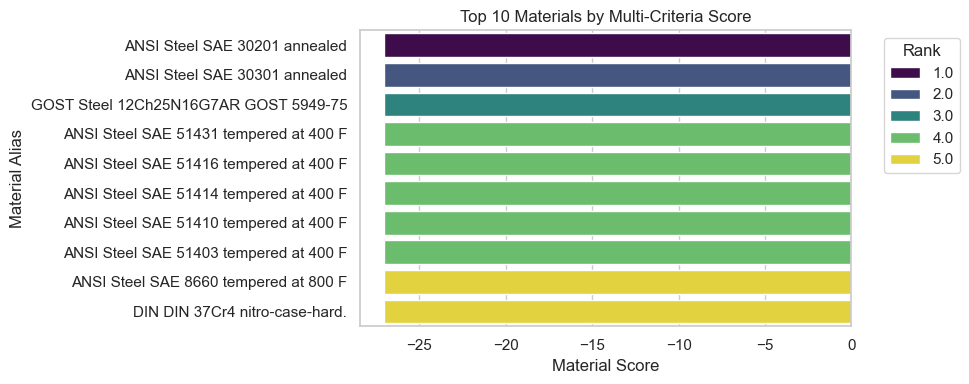 Top 10 Materials by Multi-Criteria Score
Material Alias
ANSI Steel SAE 30201 annealed
ANSI Steel SAE 30301 annealed
GOST Steel 12Ch25N16G7AR GOST 5949-75
ANSI Steel SAE 51431 tempered at 400 F
ANSI Steel SAE 51416 tempered at 400 F
ANSI Steel SAE 51414 tempered at 400 F
ANSI Steel SAE 51410 tempered at 400 F
ANSI Steel SAE 51403 tempered at 400 F
ANSI Steel SAE 8660 tempered at 800 F
DIN DIN 37Cr4 nitro-case-hard.
−25 −20 −15 −10 −5 0
Material Score
Rank
1.0
2.0
3.0
4.0
5.0